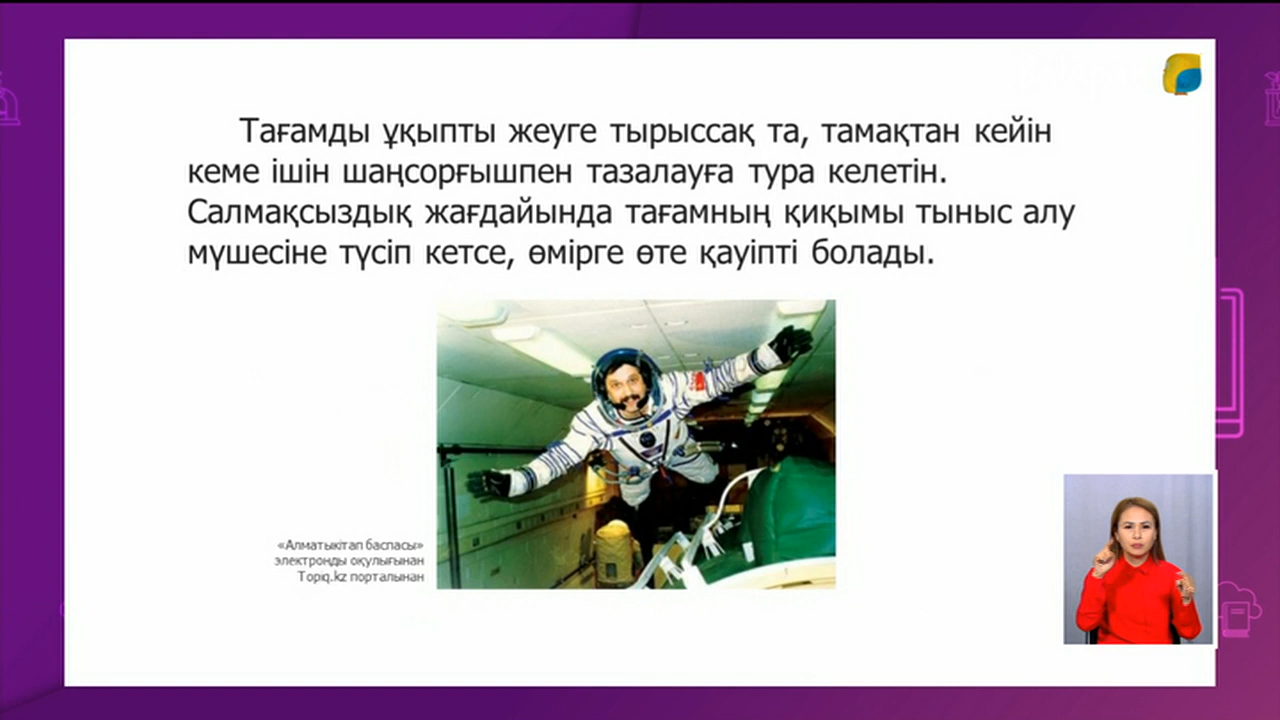 Тағамды ұқыпты жеуге тырыссақ та, тамақтан кейін
кеме ішін шаңсорғышпен тазалауға тура келетін.
Салмақсыздық жағдайында тағамның қиқымы тыныс алу
мүшесіне түсіп кетсе, өмірге өте қауіпті болады.
«Алматыкітап баспасы»
электронды оқулығынан
Topiq.kz порталынан